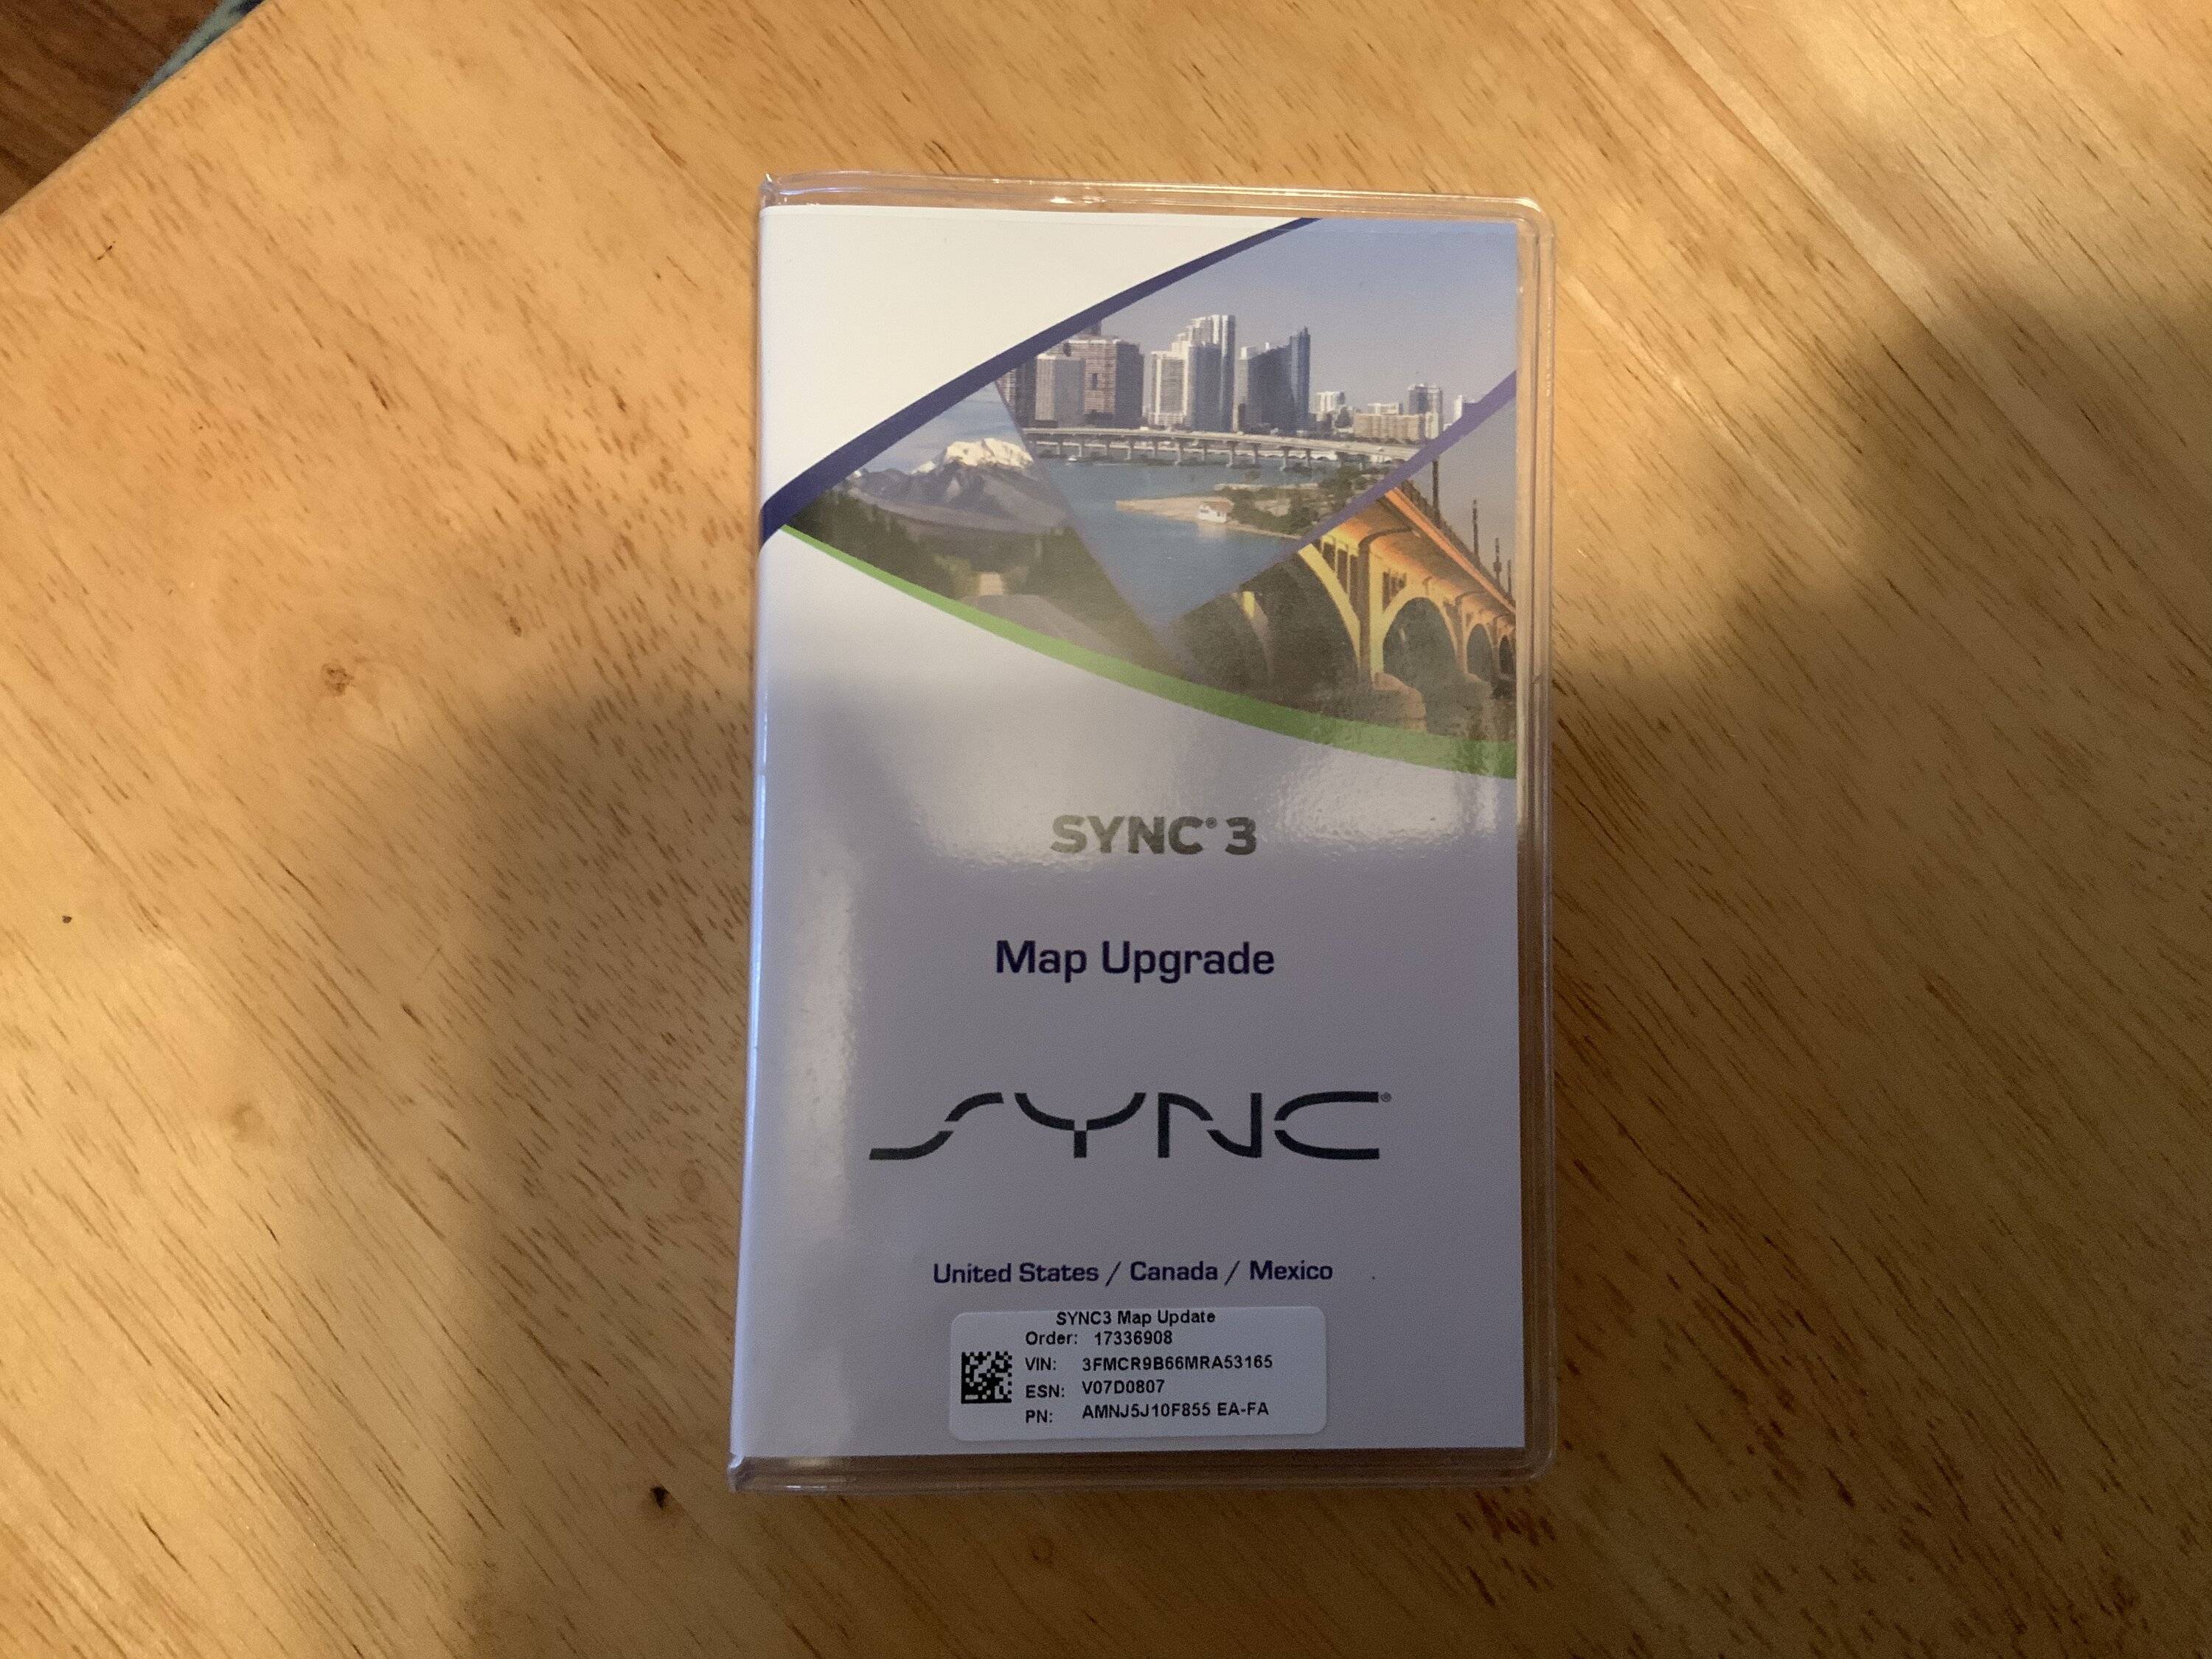 SYNC® 3
Map Upgrade
SYNC®
United States / Canada / Mexico
SYNC3 Map Update
Order: 17336908
VIN: 3FMCR9B66MRA53165
ESN: V07D0807
PN: AMNJ5J10F855 EA-FA